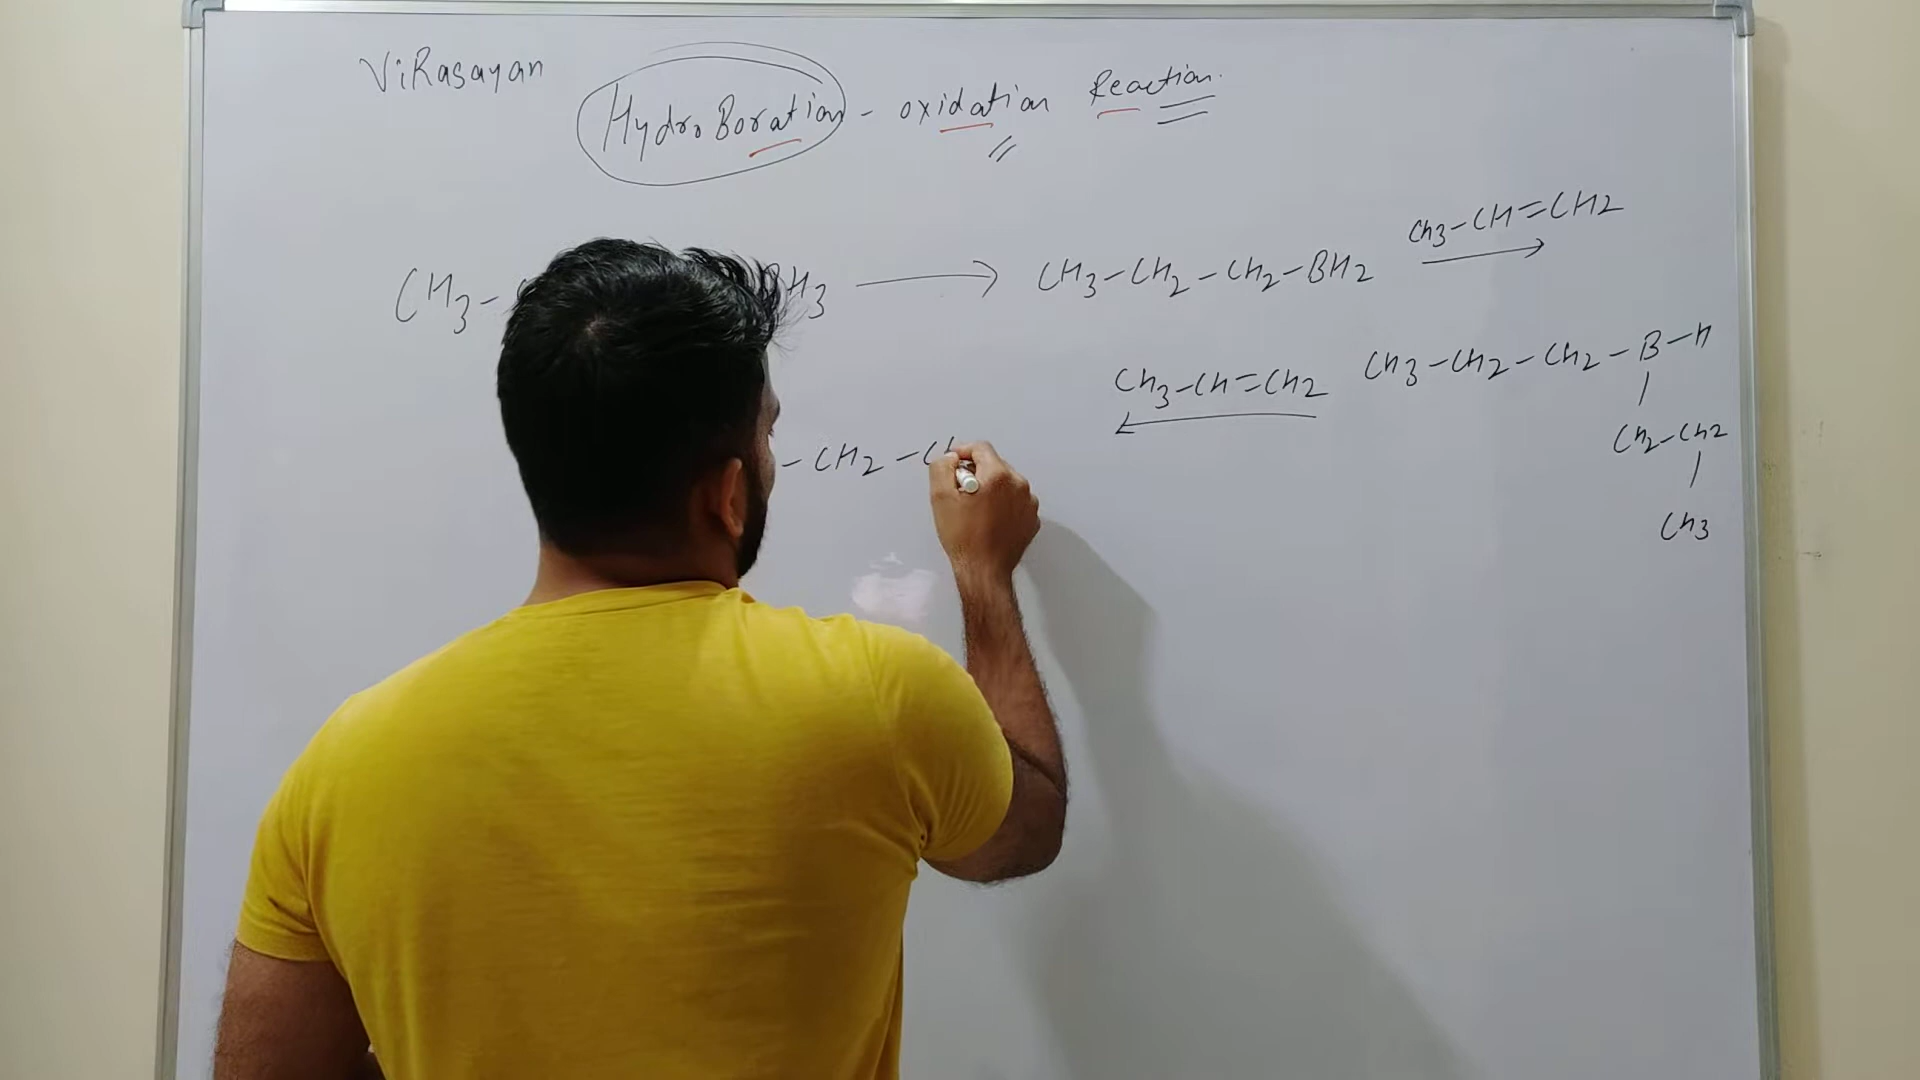 ViRasayan
HydroBoration - oxidation Reaction.
CH3- BH3 → CH3-CH2-CH2-BH2
CH3-CH=CH2
CH3-CH=CH2
CH3-CH2-CH2-B-H
CH2-CH2
CH3
-CH2-